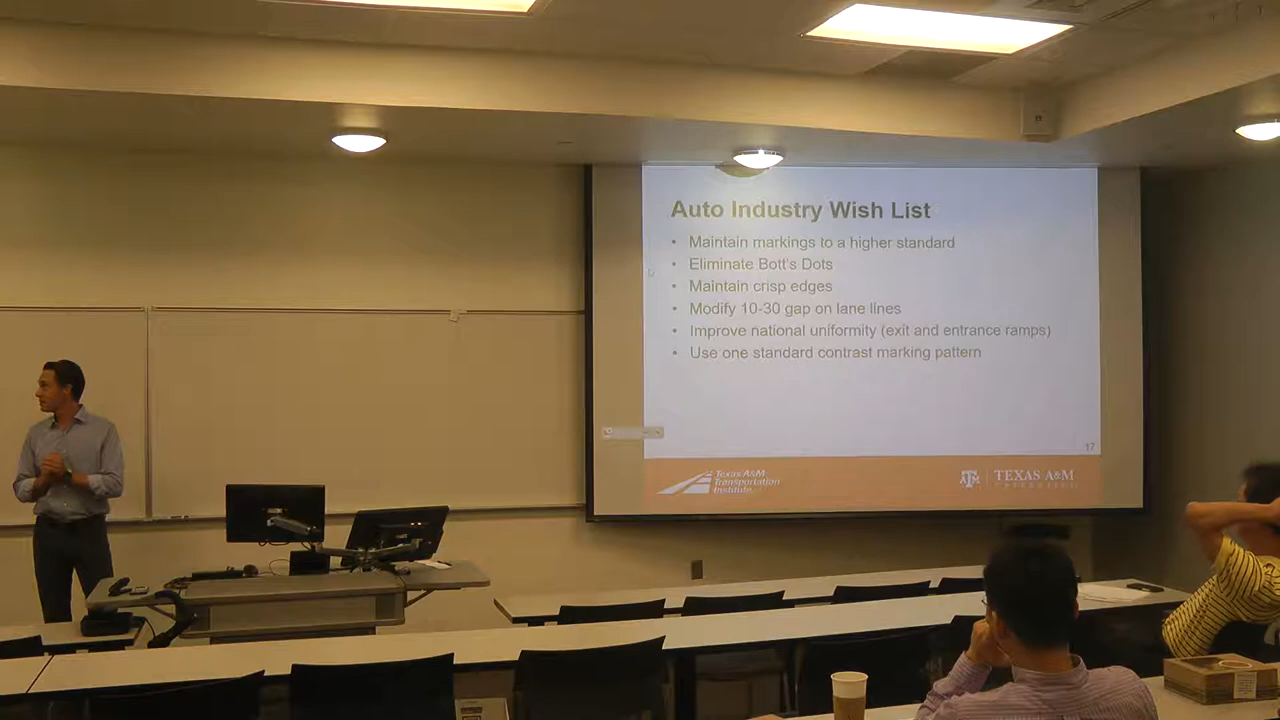 Auto Industry Wish List
• Maintain markings to a higher standard
• Eliminate Bott's Dots
• Maintain crisp edges
• Modify 10-30 gap on lane lines
• Improve national uniformity (exit and entrance ramps)
• Use one standard contrast marking pattern
17
Texas A&M
Transportation
Institute
TEXAS A&M